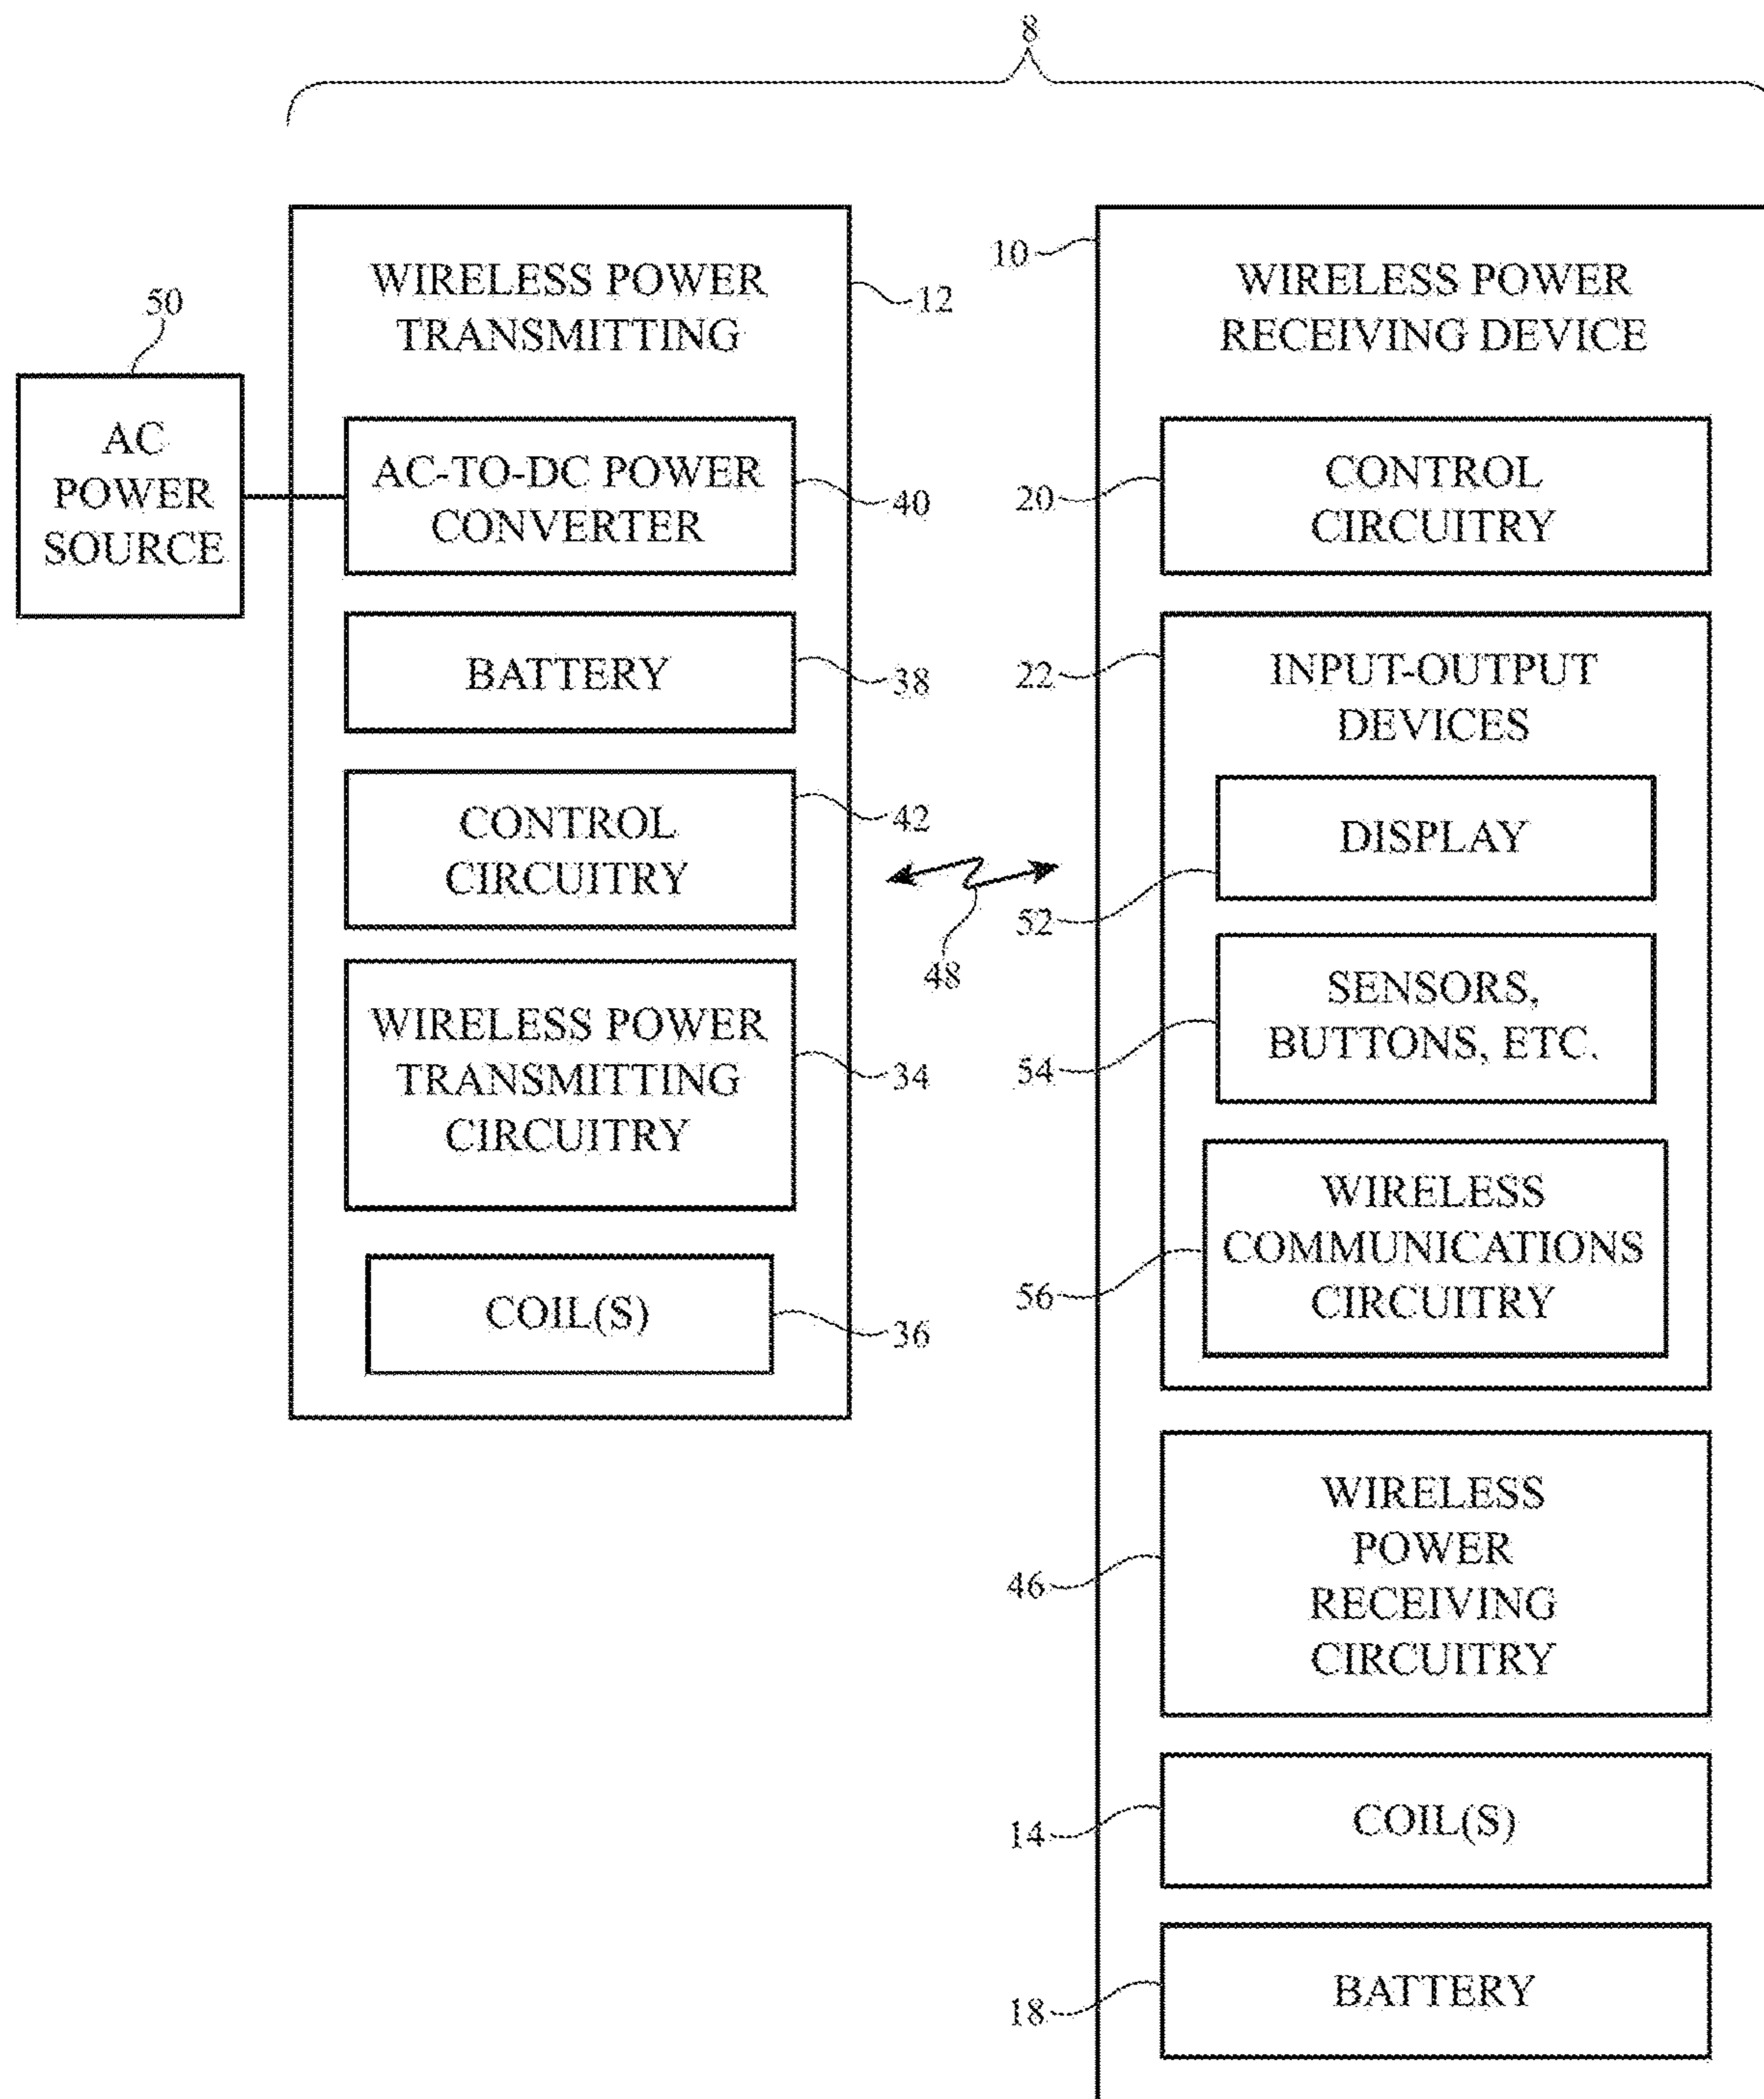 8
WIRELESS POWER
TRANSMITTING
12
50
AC
POWER
SOURCE
AC-TO-DC POWER
CONVERTER
40
BATTERY
38
CONTROL
CIRCUITRY
42
WIRELESS POWER
TRANSMITTING
CIRCUITRY
34
COIL(S)
36
48
10
WIRELESS POWER
RECEIVING DEVICE
20
CONTROL
CIRCUITRY
22
INPUT-OUTPUT
DEVICES
DISPLAY
52
SENSORS,
BUTTONS, ETC.
54
WIRELESS
COMMUNICATIONS
CIRCUITRY
56
WIRELESS
POWER
RECEIVING
CIRCUITRY
46
COIL(S)
14
BATTERY
18